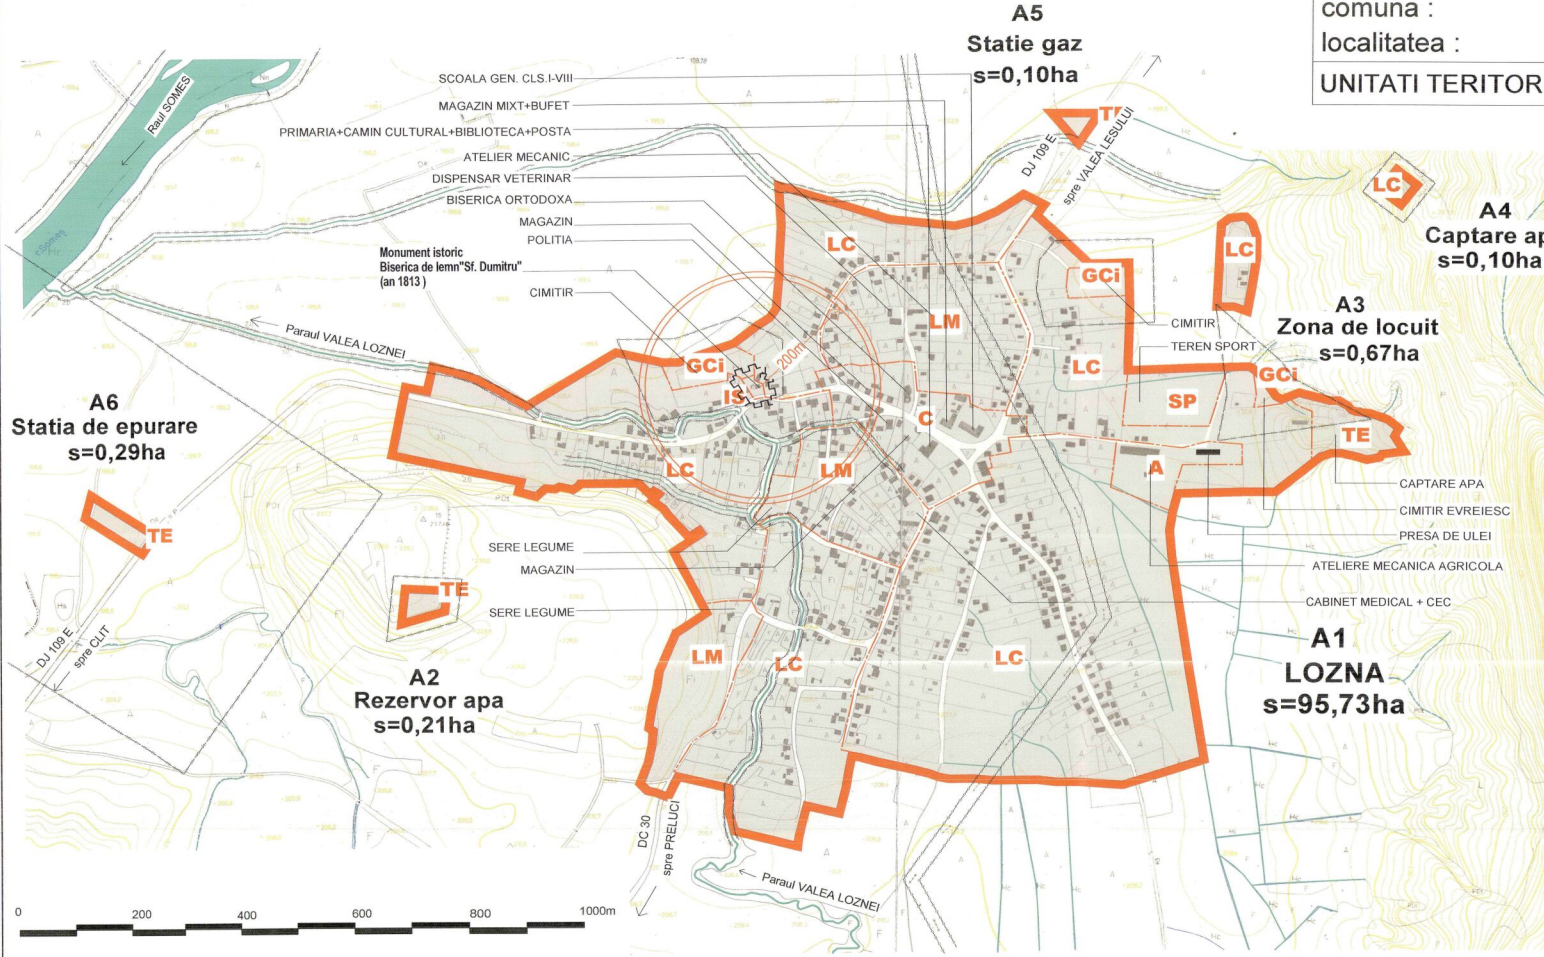 comuna :
localitatea :
UNITATI TERITOR
A5
Statie gaz
s=0,10ha
SCOALA GEN. CLS.I-VIII
MAGAZIN MIXT+BUFET
PRIMARIA+CAMIN CULTURAL+BIBLIOTECA+POSTA
ATELIER MECANIC
DISPENSAR VETERINAR
BISERICA ORTODOXA
MAGAZIN
POLITIA
Monument istoric
Biserica de lemn"Sf. Dumitru"
(an 1813 )
CIMITIR
Raul SOMES
Paraul VALEA LOZNEI
DJ 109 E
spre VALEA LESULUI
TE
LC
A4
Captare ap
s=0,10ha
LC
A3
Zona de locuit
s=0,67ha
LC
GCi
LM
CIMITIR
TEREN SPORT
200m
GCi
IS
LC
GCi
SP
C
TE
LC
LM
A
A6
Statia de epurare
s=0,29ha
TE
TE
A2
Rezervor apa
s=0,21ha
DJ 109 E
spre CLIT
SERE LEGUME
MAGAZIN
SERE LEGUME
CAPTARE APA
CIMITIR EVREIESC
PRESA DE ULEI
ATELIERE MECANICA AGRICOLA
CABINET MEDICAL + CEC
A1
LOZNA
s=95,73ha
LM
LC
LC
DC 30
spre PRELUCI
Paraul VALEA LOZNEI
0 200 400 600 800 1000m